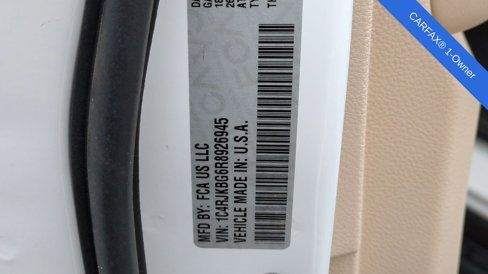 MFD BY: FCA US LLC
VIN: 1C4RJKBG6R8926945
VEHICLE MADE IN: U.S.A.
CARFAX® 1-Owner